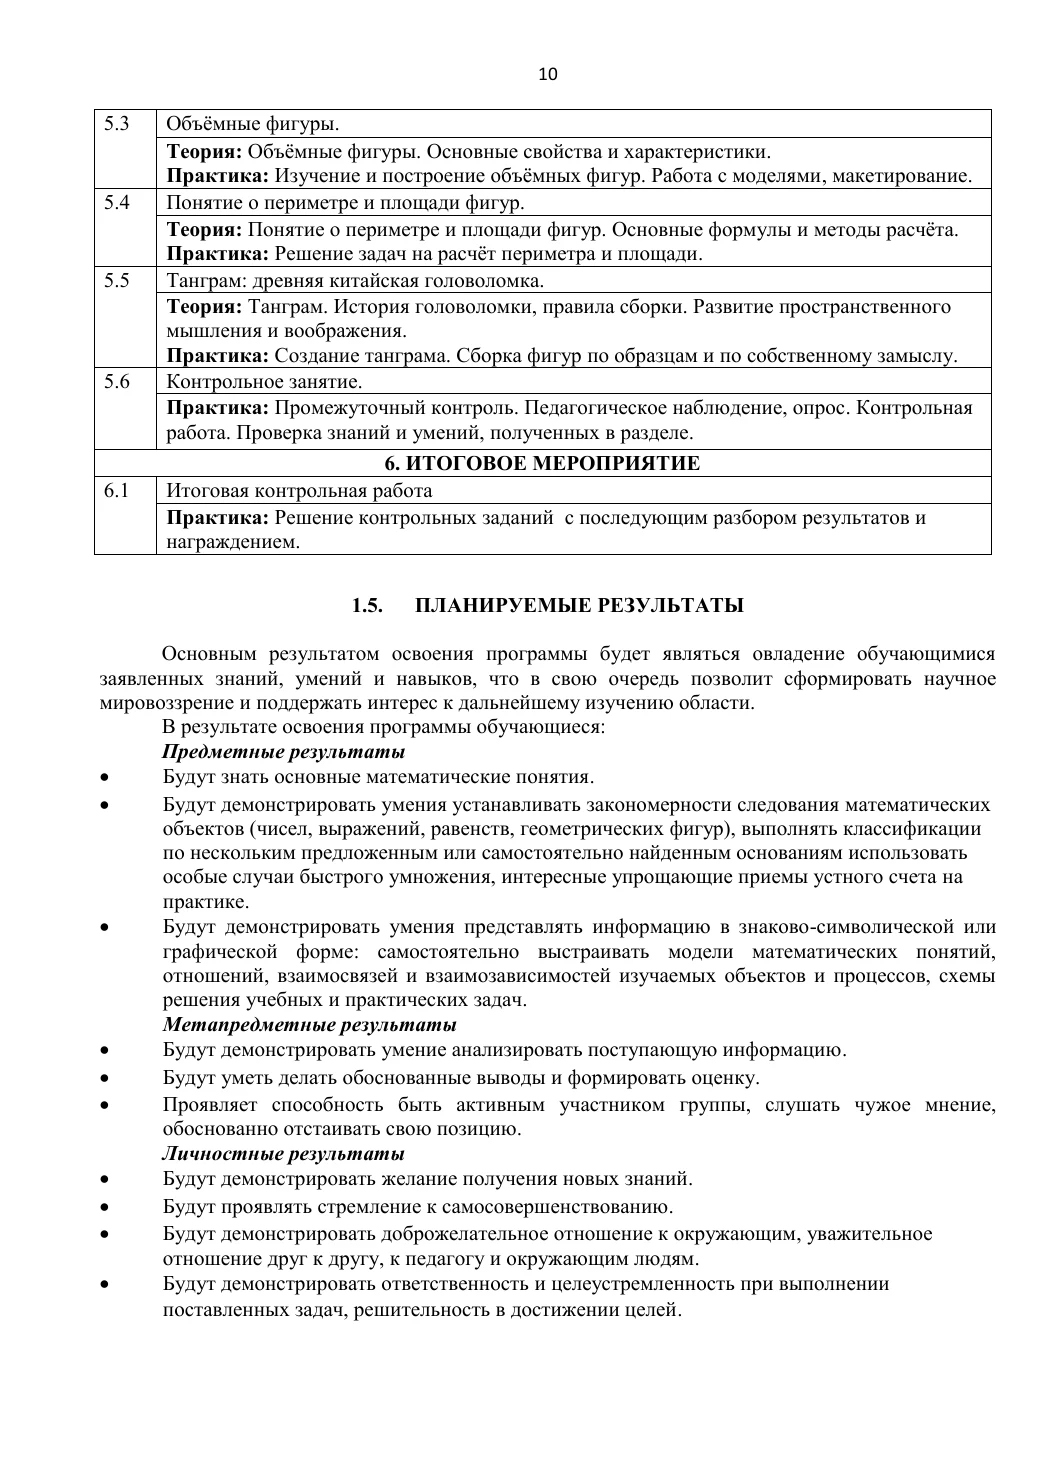 10
5.3 Объёмные фигуры.
Теория: Объёмные фигуры. Основные свойства и характеристики.
Практика: Изучение и построение объёмных фигур. Работа с моделями, макетирование.
5.4 Понятие о периметре и площади фигур.
Теория: Понятие о периметре и площади фигур. Основные формулы и методы расчёта.
Практика: Решение задач на расчёт периметра и площади.
5.5 Танграм: древняя китайская головоломка.
Теория: Танграм. История головоломки, правила сборки. Развитие пространственного
мышления и воображения.
Практика: Создание танграма. Сборка фигур по образцам и по собственному замыслу.
5.6 Контрольное занятие.
Практика: Промежуточный контроль. Педагогическое наблюдение, опрос. Контрольная
работа. Проверка знаний и умений, полученных в разделе.
6. ИТОГОВОЕ МЕРОПРИЯТИЕ
6.1 Итоговая контрольная работа
Практика: Решение контрольных заданий с последующим разбором результатов и
награждением.
1.5. ПЛАНИРУЕМЫЕ РЕЗУЛЬТАТЫ
Основным результатом освоения программы будет являться овладение обучающимися
заявленных знаний, умений и навыков, что в свою очередь позволит сформировать научное
мировоззрение и поддержать интерес к дальнейшему изучению области.
В результате освоения программы обучающиеся:
Предметные результаты
• Будут знать основные математические понятия.
• Будут демонстрировать умения устанавливать закономерности следования математических
объектов (чисел, выражений, равенств, геометрических фигур), выполнять классификации
по нескольким предложенным или самостоятельно найденным основаниям использовать
особые случаи быстрого умножения, интересные упрощающие приемы устного счета на
практике.
• Будут демонстрировать умения представлять информацию в знаково-символической или
графической форме: самостоятельно выстраивать модели математических понятий,
отношений, взаимосвязей и взаимозависимостей изучаемых объектов и процессов, схемы
решения учебных и практических задач.
Метапредметные результаты
• Будут демонстрировать умение анализировать поступающую информацию.
• Будут уметь делать обоснованные выводы и формировать оценку.
• Проявляет способность быть активным участником группы, слушать чужое мнение,
обоснованно отстаивать свою позицию.
Личностные результаты
• Будут демонстрировать желание получения новых знаний.
• Будут проявлять стремление к самосовершенствованию.
• Будут демонстрировать доброжелательное отношение к окружающим, уважительное
отношение друг к другу, к педагогу и окружающим людям.
• Будут демонстрировать ответственность и целеустремленность при выполнении
поставленных задач, решительность в достижении целей.